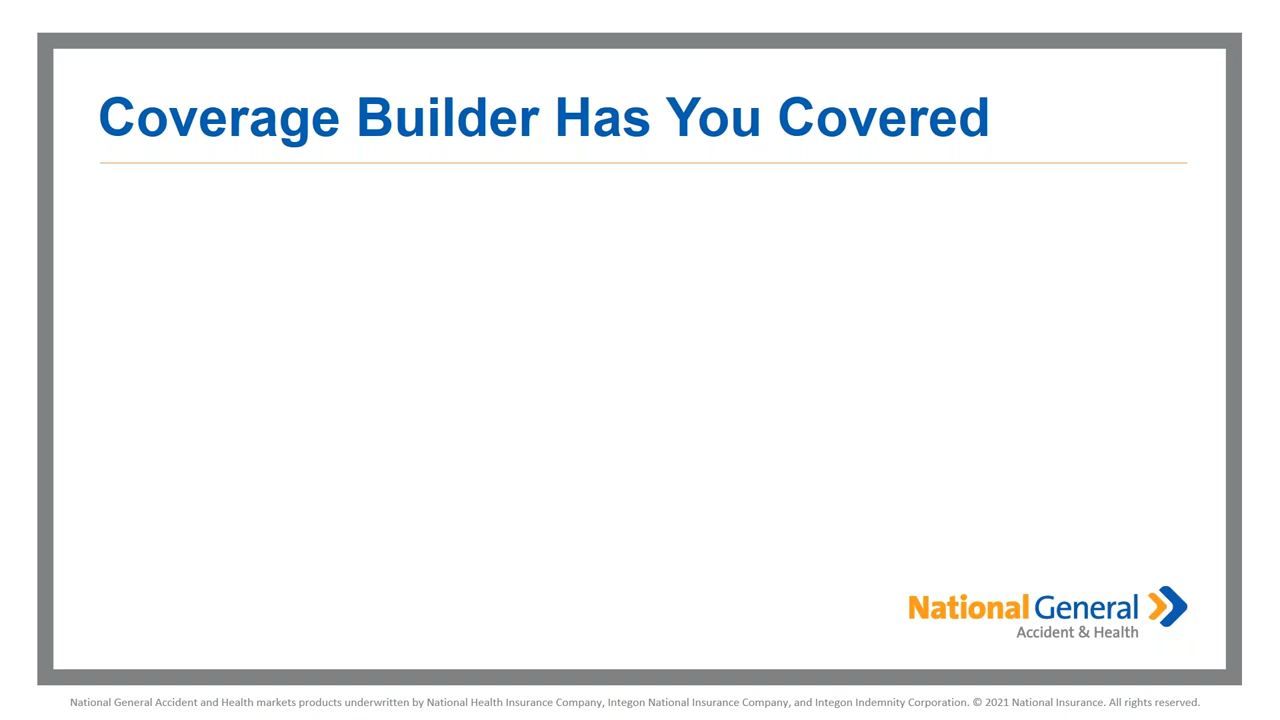 Coverage Builder Has You Covered
National General
Accident & Health
National General Accident and Health markets products underwritten by National Health Insurance Company, Integon National Insurance Company, and Integon Indemnity Corporation. © 2021 National Insurance. All rights reserved.